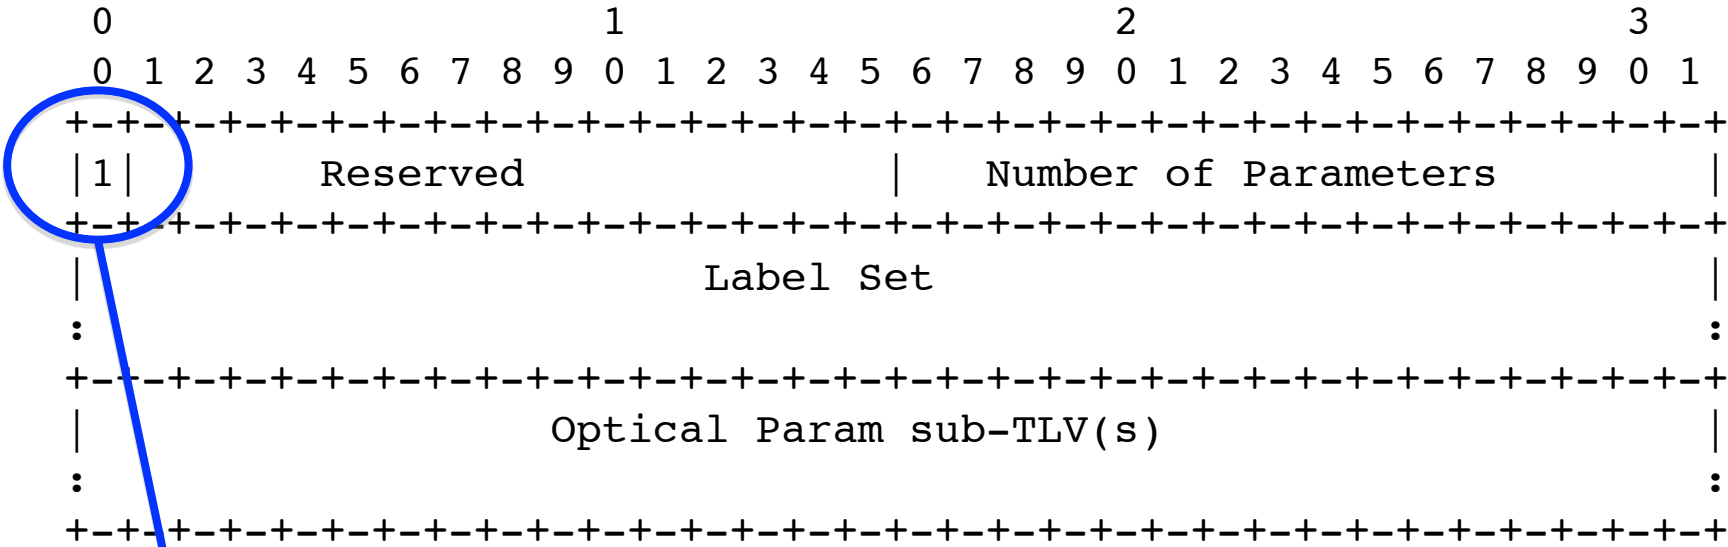 0                   1                   2                   3
0 1 2 3 4 5 6 7 8 9 0 1 2 3 4 5 6 7 8 9 0 1 2 3 4 5 6 7 8 9 0 1
+-+-+-+-+-+-+-+-+-+-+-+-+-+-+-+-+-+-+-+-+-+-+-+-+-+-+-+-+-+-+-+-+
|1|       Reserved              |   Number of Parameters        |
+-+-+-+-+-+-+-+-+-+-+-+-+-+-+-+-+-+-+-+-+-+-+-+-+-+-+-+-+-+-+-+-+
|                        Label Set                              |
:                                                               :
+-+-+-+-+-+-+-+-+-+-+-+-+-+-+-+-+-+-+-+-+-+-+-+-+-+-+-+-+-+-+-+-+
|                  Optical Param sub-TLV(s)                     |
:                                                               :
+-+-+-+-+-+-+-+-+-+-+-+-+-+-+-+-+-+-+-+-+-+-+-+-+-+-+-+-+-+-+-+-+